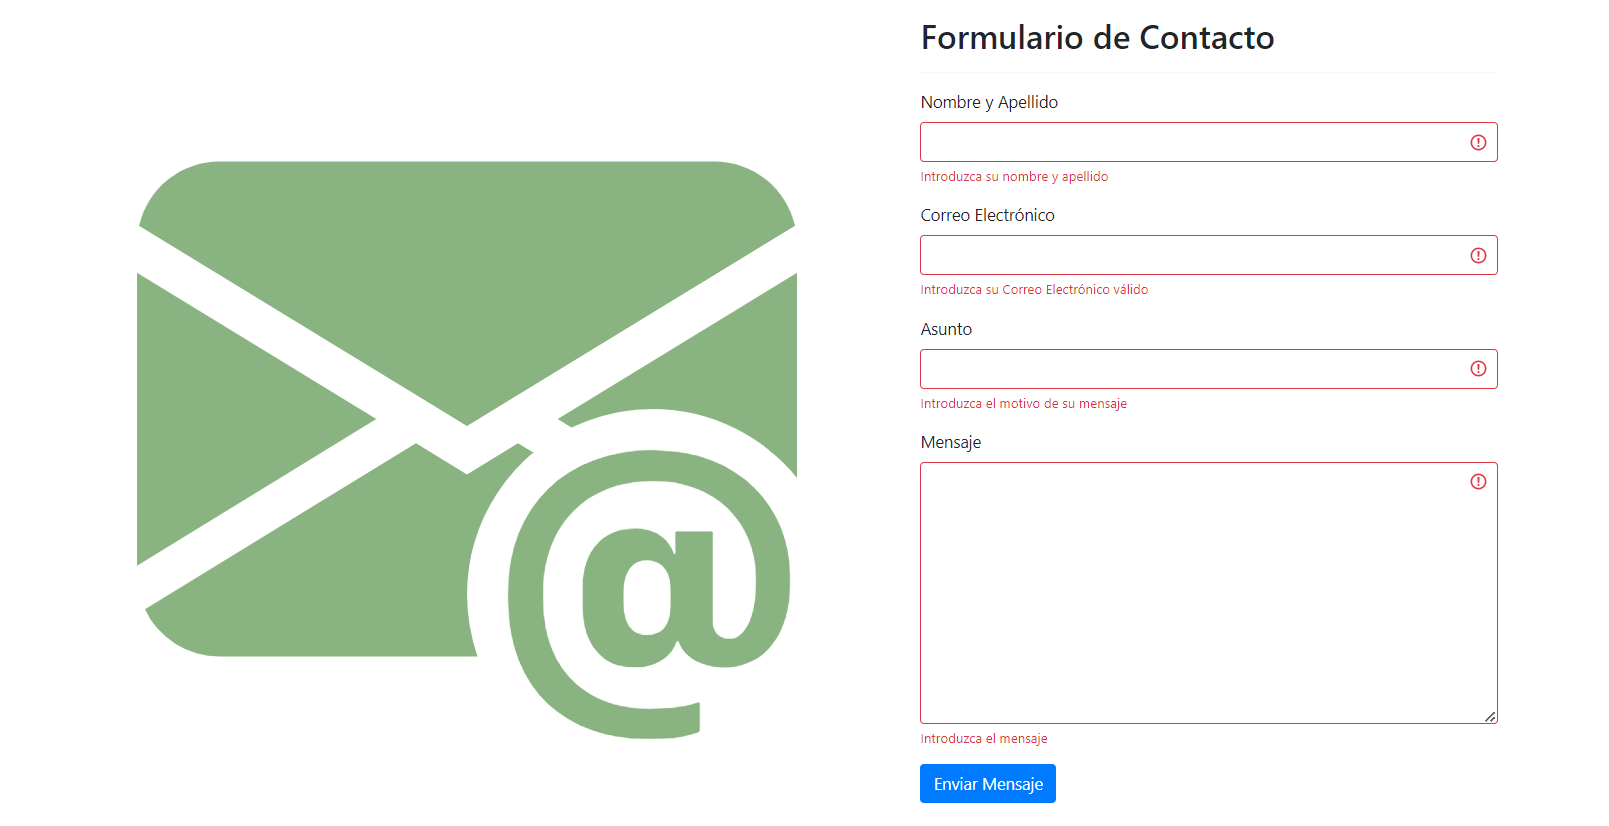 Formulario de Contacto
Nombre y Apellido
Introduzca su nombre y apellido
Correo Electrónico
Introduzca su Correo Electrónico válido
Asunto
Introduzca el motivo de su mensaje
Mensaje
Introduzca el mensaje
Enviar Mensaje